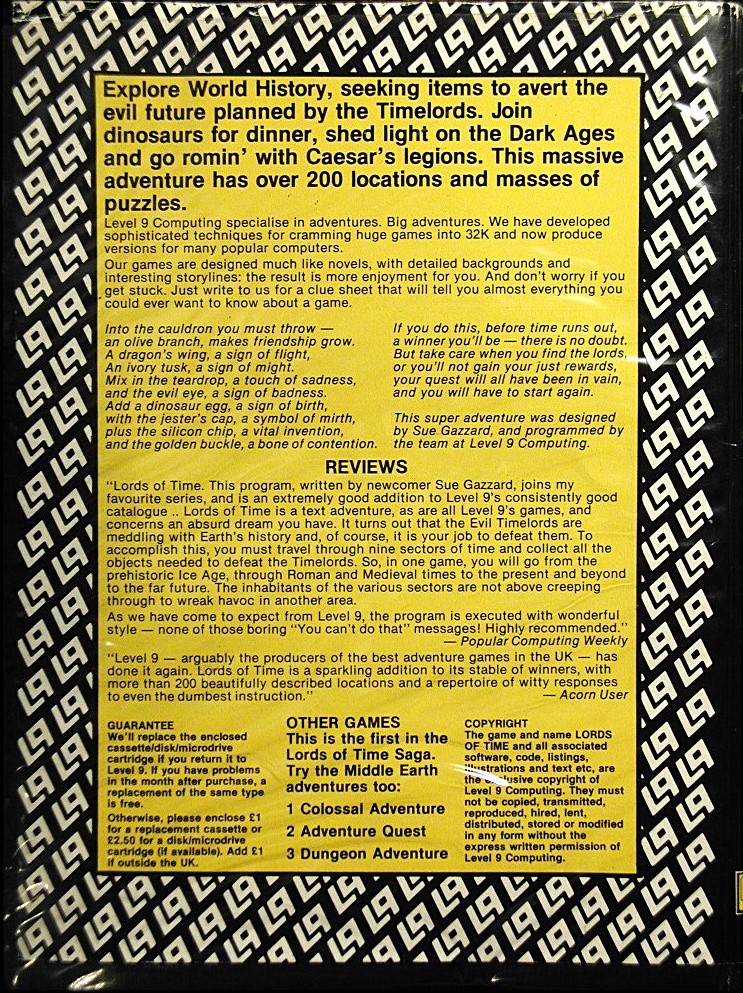 Explore World History, seeking items to avert the
evil future planned by the Timelords. Join
dinosaurs for dinner, shed light on the Dark Ages
and go romin' with Caesar's legions. This massive
adventure has over 200 locations and masses of
puzzles.
Level 9 Computing specialise in adventures. Big adventures. We have developed
sophisticated techniques for cramming huge games into 32K and now produce
versions for many popular computers.
Our games are designed much like novels, with detailed backgrounds and
interesting storylines: the result is more enjoyment for you. And don't worry if you
get stuck. Just write to us for a clue sheet that will tell you almost everything you
could ever want to know about a game.
Into the cauldron you must throw —
an olive branch, makes friendship grow.
A dragon's wing, a sign of flight,
An ivory tusk, a sign of might.
Mix in the teardrop, a touch of sadness,
and the evil eye, a sign of badness.
Add a dinosaur egg, a sign of birth,
with the jester's cap, a symbol of mirth,
plus the silicon chip, a vital invention,
and the golden buckle, a bone of contention.
If you do this, before time runs out,
a winner you'll be — there is no doubt.
But take care when you find the lords,
or you'll not gain your just rewards,
your quest will all have been in vain,
and you will have to start again.
This super adventure was designed
by Sue Gazzard, and programmed by
the team at Level 9 Computing.
REVIEWS
"Lords of Time. This program, written by newcomer Sue Gazzard, joins my
favourite series, and is an extremely good addition to Level 9's consistently good
catalogue .. Lords of Time is a text adventure, as are all Level 9's games, and
concerns an absurd dream you have. It turns out that the Evil Timelords are
meddling with Earth's history and, of course, it is your job to defeat them. To
accomplish this, you must travel through nine sectors of time and collect all the
objects needed to defeat the Timelords. So, in one game, you will go from the
prehistoric Ice Age, through Roman and Medieval times to the present and beyond
to the far future. The inhabitants of the various sectors are not above creeping
through to wreak havoc in another area.
As we have come to expect from Level 9, the program is executed with wonderful
style — none of those boring "You can't do that" messages! Highly recommended."
— Popular Computing Weekly
"Level 9 — arguably the producers of the best adventure games in the UK — has
done it again. Lords of Time is a sparkling addition to its stable of winners, with
more than 200 beautifully described locations and a repertoire of witty responses
to even the dumbest instruction."
— Acorn User
GUARANTEE
We'll replace the enclosed
cassette/disk/microdrive
cartridge if you return it to
Level 9. If you have problems
in the month after purchase, a
replacement of the same type
is free.
Otherwise, please enclose £1
for a replacement cassette or
£2.50 for a disk/microdrive
cartridge (if available). Add £1
if outside the UK.
OTHER GAMES
This is the first in the
Lords of Time Saga.
Try the Middle Earth
adventures too:
1 Colossal Adventure
2 Adventure Quest
3 Dungeon Adventure
COPYRIGHT
The game and name LORDS
OF TIME and all associated
software, code, listings,
illustrations and text etc, are
the exclusive copyright of
Level 9 Computing. They must
not be copied, transmitted,
reproduced, hired, lent,
distributed, stored or modified
in any form without the
express written permission of
Level 9 Computing.